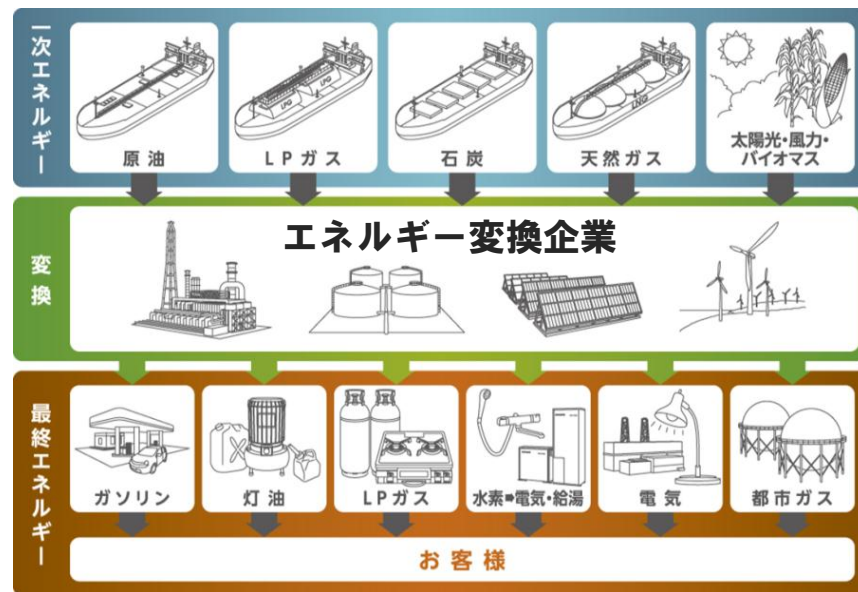 一次エネルギー
原油
LPガス
石炭
LNG
天然ガス
太陽光・風力・
バイオマス
変換
エネルギー変換企業
最終エネルギー
ガソリン
灯油
LPガス
水素➡電気・給湯
電気
都市ガス
お客様